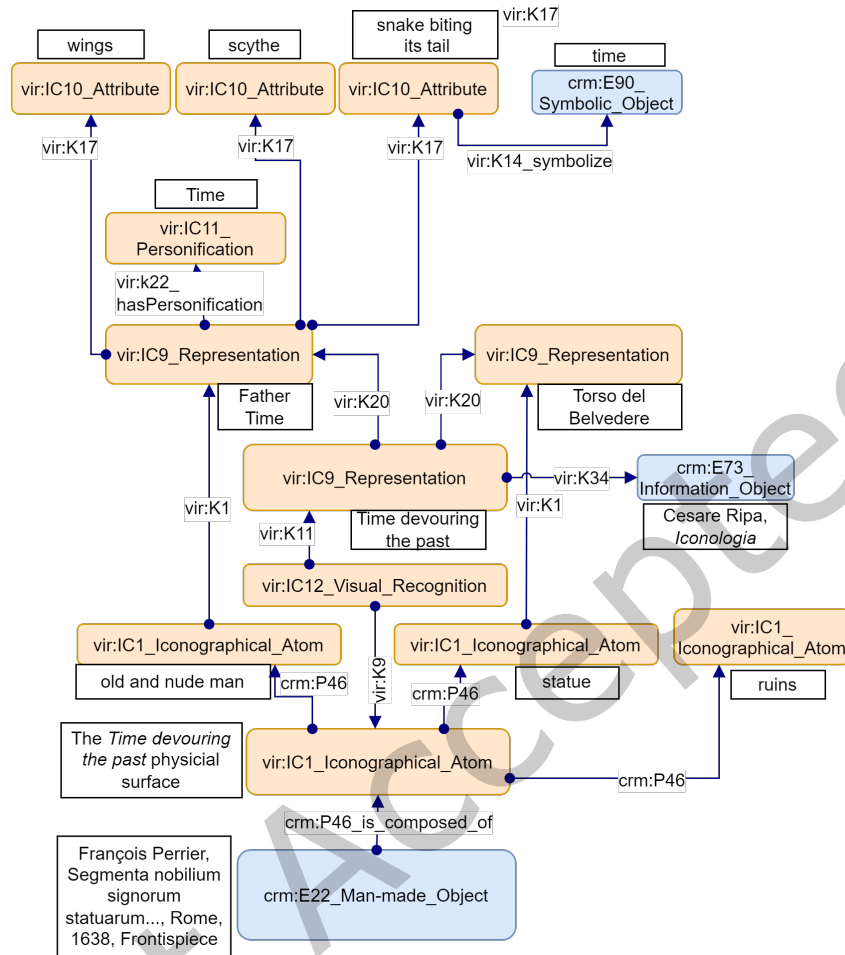 vir:K17
wings
scythe
snake biting
its tail
time
vir:IC10_Attribute
vir:IC10_Attribute
vir:IC10_Attribute
crm:E90_
Symbolic_Object
vir:K17
vir:K17
vir:K17
vir:K14_symbolize
Time
vir:IC11_
Personification
vir:k22_
hasPersonification
vir:IC9_Representation
vir:IC9_Representation
Father
Time
Torso del
Belvedere
vir:K20
vir:K20
vir:IC9_Representation
vir:K34
crm:E73_
Information_Object
vir:K1
vir:K1
Time devouring
the past
Cesare Ripa,
Iconologia
vir:K11
vir:IC12_Visual_Recognition
vir:IC1_Iconographical_Atom
vir:IC1_Iconographical_Atom
vir:IC1_
Iconographical_Atom
old and nude man
crm:P46
vir:K9
crm:P46
statue
ruins
The Time devouring
the past physicial
surface
vir:IC1_Iconographical_Atom
crm:P46
crm:P46_is_composed_of
François Perrier,
Segmenta nobilium
signorum
statuarum..., Rome,
1638, Frontispiece
crm:E22_Man-made_Object
Accepte